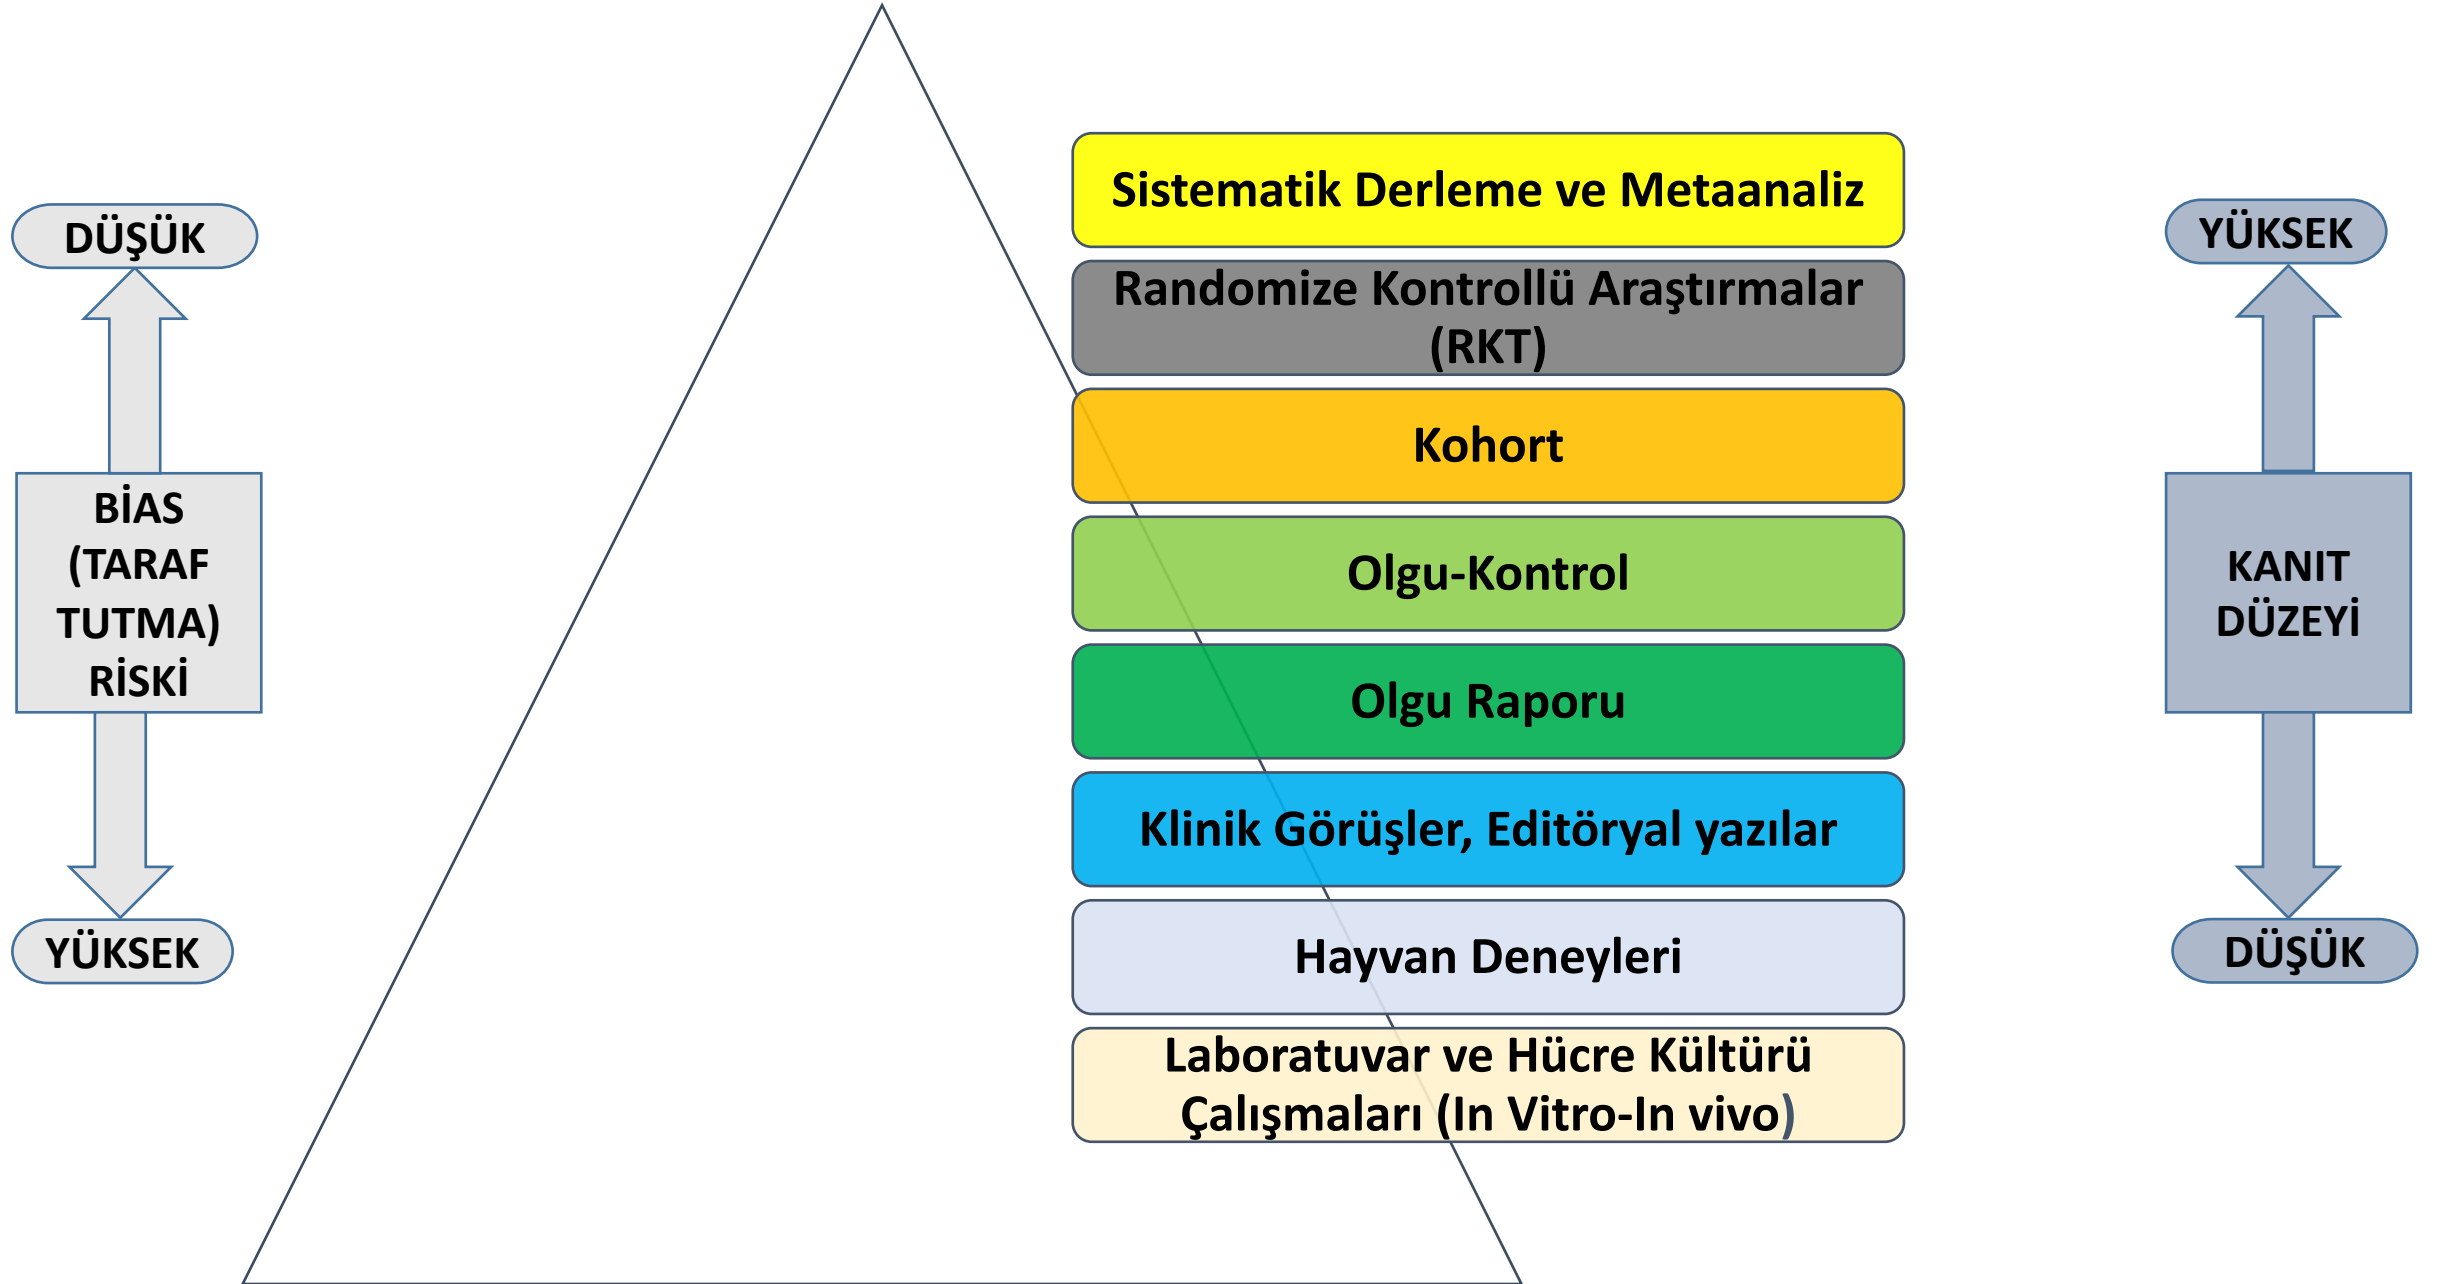 DÜŞÜK
BİAS
(TARAF
TUTMA)
RİSKİ
YÜKSEK
Sistematik Derleme ve Metaanaliz
Randomize Kontrollü Araştırmalar
(RKT)
Kohort
Olgu-Kontrol
Olgu Raporu
Klinik Görüşler, Editöryal yazılar
Hayvan Deneyleri
Laboratuvar ve Hücre Kültürü
Çalışmaları (In Vitro-In vivo)
YÜKSEK
KANIT
DÜZEYİ
DÜŞÜK